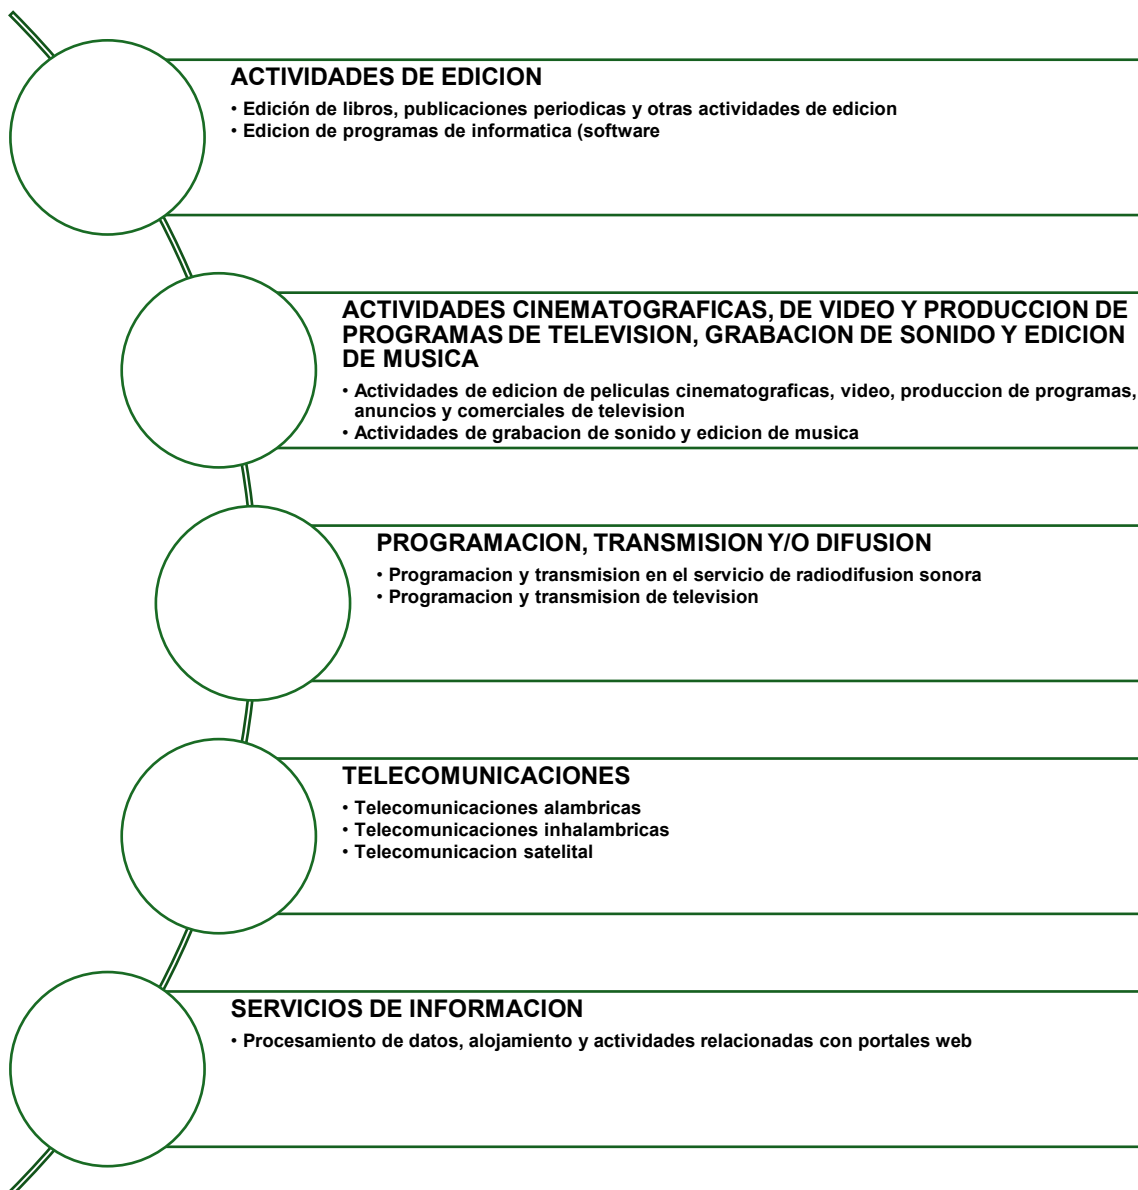 ACTIVIDADES DE EDICION
• Edición de libros, publicaciones periodicas y otras actividades de edicion
• Edicion de programas de informatica (software
ACTIVIDADES CINEMATOGRAFICAS, DE VIDEO Y PRODUCCION DE
PROGRAMAS DE TELEVISION, GRABACION DE SONIDO Y EDICION
DE MUSICA
• Actividades de edicion de peliculas cinematograficas, video, produccion de programas,
anuncios y comerciales de television
• Actividades de grabacion de sonido y edicion de musica
PROGRAMACION, TRANSMISION Y/O DIFUSION
• Programacion y transmision en el servicio de radiodifusion sonora
• Programacion y transmision de television
TELECOMUNICACIONES
• Telecomunicaciones alambricas
• Telecomunicaciones inhalambricas
• Telecomunicacion satelital
SERVICIOS DE INFORMACION
• Procesamiento de datos, alojamiento y actividades relacionadas con portales web